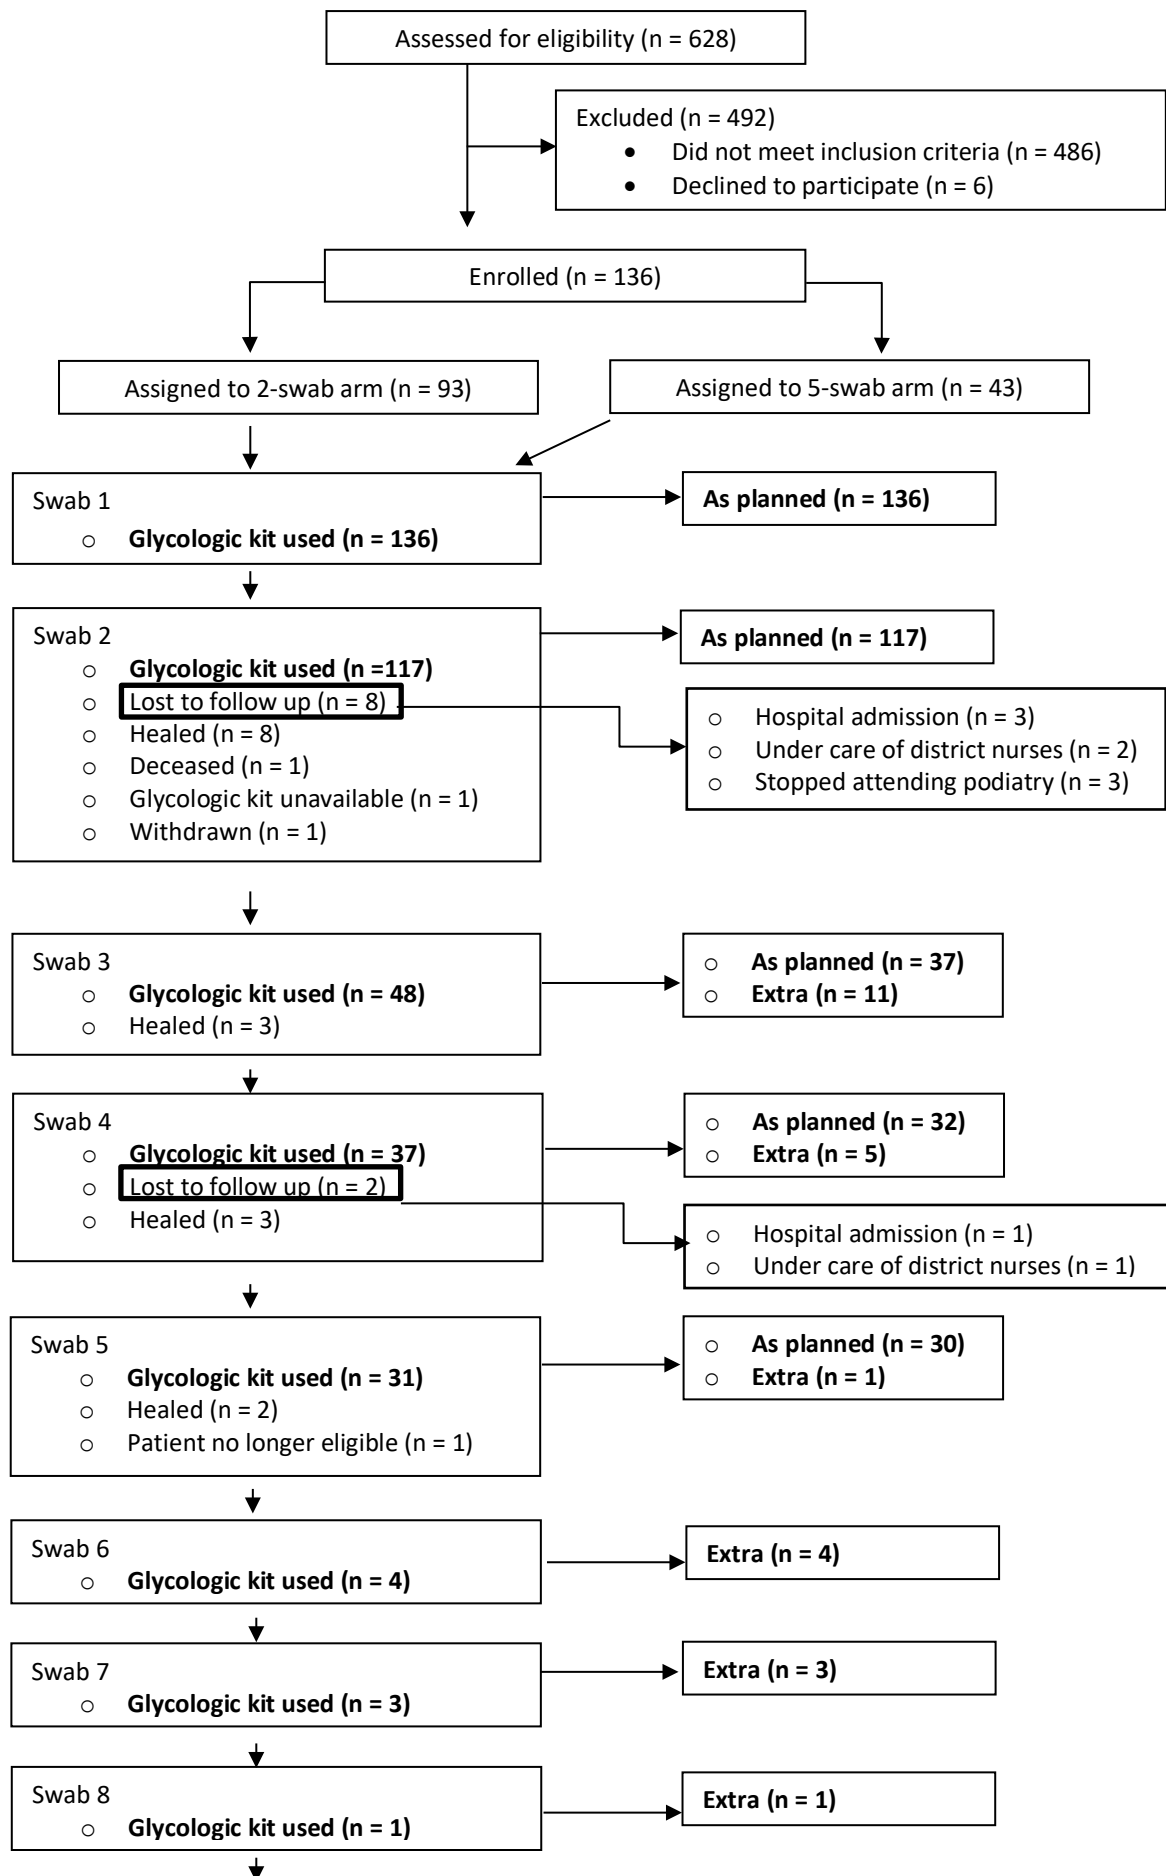 Assessed for eligibility (n = 628)
Excluded (n = 492)
• Did not meet inclusion criteria (n = 486)
• Declined to participate (n = 6)
Enrolled (n = 136)
Assigned to 2-swab arm (n = 93)
Assigned to 5-swab arm (n = 43)
Swab 1
o Glycologic kit used (n = 136)
As planned (n = 136)
Swab 2
o Glycologic kit used (n =117)
o Lost to follow up (n = 8)
o Healed (n = 8)
o Deceased (n = 1)
o Glycologic kit unavailable (n = 1)
o Withdrawn (n = 1)
As planned (n = 117)
o Hospital admission (n = 3)
o Under care of district nurses (n = 2)
o Stopped attending podiatry (n = 3)
Swab 3
o Glycologic kit used (n = 48)
o Healed (n = 3)
o As planned (n = 37)
o Extra (n = 11)
Swab 4
o Glycologic kit used (n = 37)
o Lost to follow up (n = 2)
o Healed (n = 3)
o As planned (n = 32)
o Extra (n = 5)
o Hospital admission (n = 1)
o Under care of district nurses (n = 1)
Swab 5
o Glycologic kit used (n = 31)
o Healed (n = 2)
o Patient no longer eligible (n = 1)
o As planned (n = 30)
o Extra (n = 1)
Swab 6
o Glycologic kit used (n = 4)
Extra (n = 4)
Swab 7
o Glycologic kit used (n = 3)
Extra (n = 3)
Swab 8
o Glycologic kit used (n = 1)
Extra (n = 1)